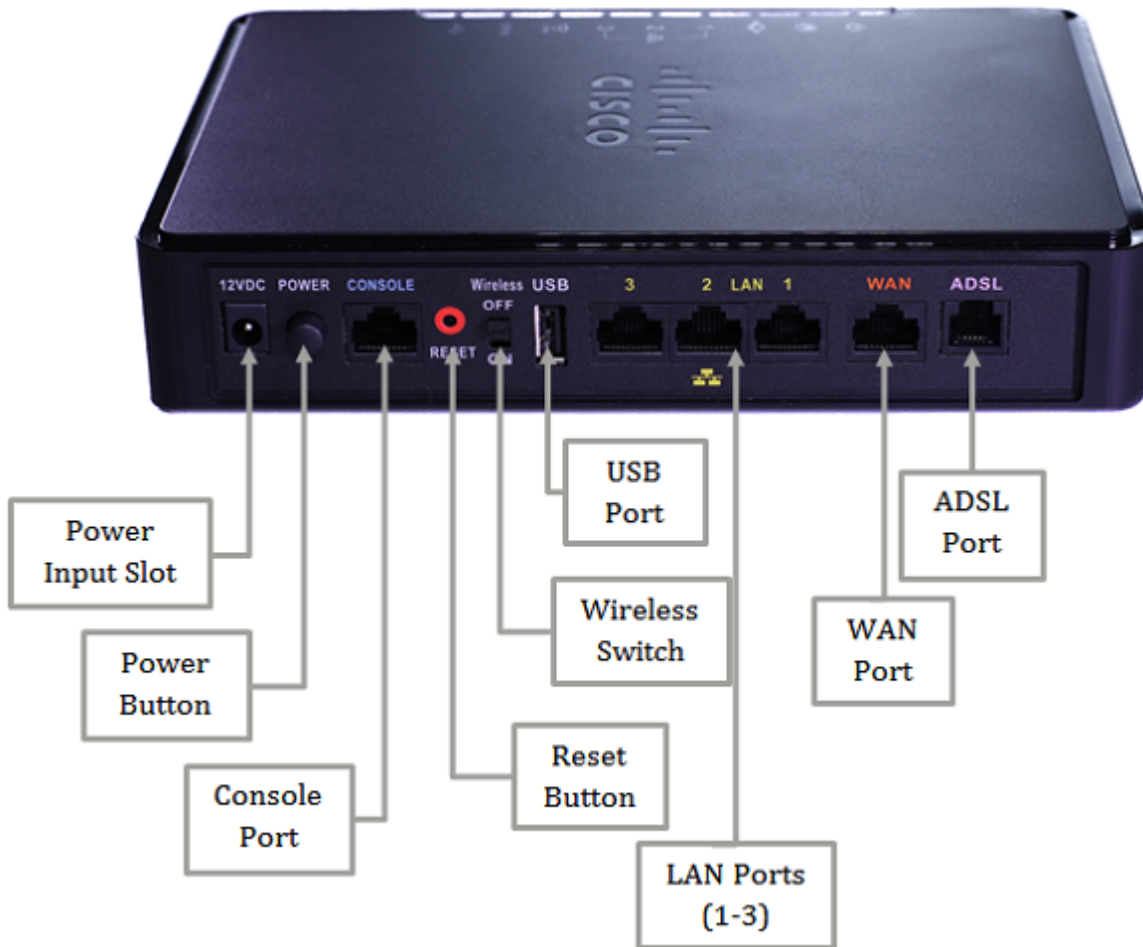 CISCO
12VDC
POWER
CONSOLE
RESET
Wireless
OFF
ON
USB
3
2
LAN
1
WAN
ADSL
USB
Port
ADSL
Port
Power
Input Slot
Wireless
Switch
WAN
Port
Power
Button
Reset
Button
Console
Port
LAN Ports
(1-3)